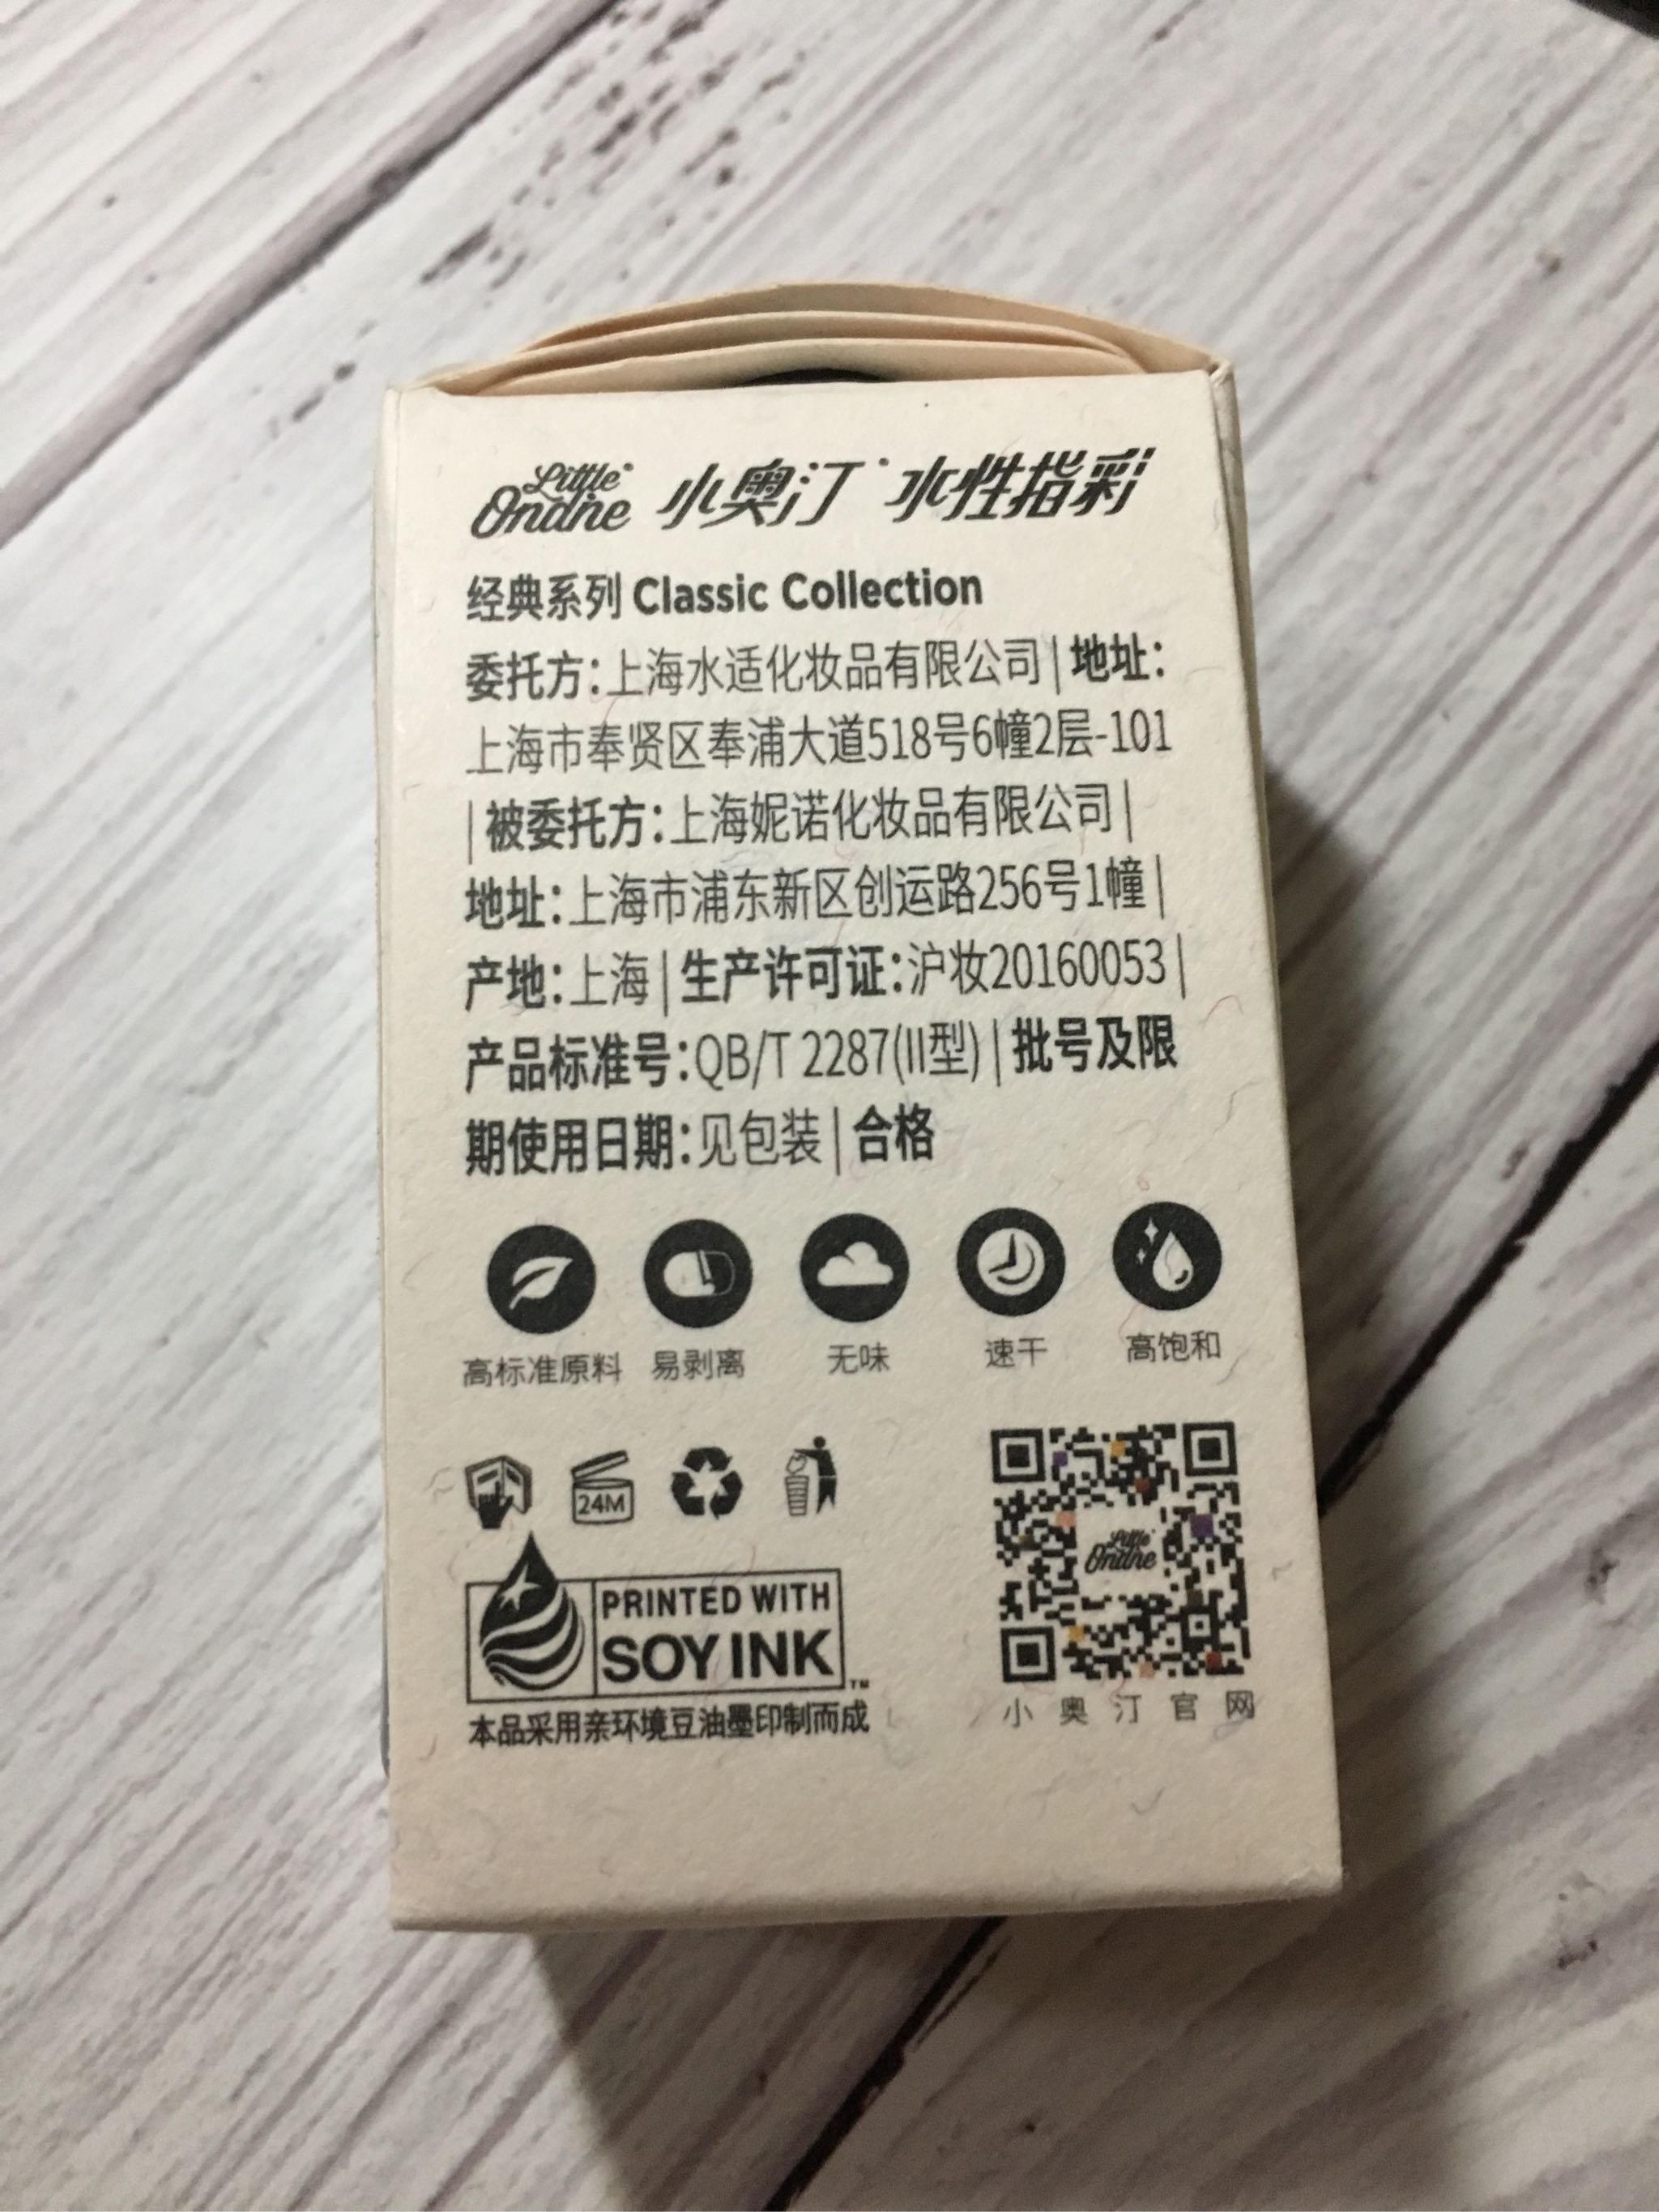 Little Ondine 小奥汀 水性指彩
经典系列 Classic Collection
委托方：上海水适化妆品有限公司 | 地址：
上海市奉贤区奉浦大道518号6幢2层-101
| 被委托方：上海妮诺化妆品有限公司 |
地址：上海市浦东新区创运路256号1幢 |
产地：上海 | 生产许可证：沪妆20160053 |
产品标准号：QB/T 2287(II型) | 批号及限
期使用日期：见包装 | 合格
高标准原料 易剥离 无味 速干 高饱和
24M
Little Ondine
PRINTED WITH
SOY INK™
本品采用亲环境豆油墨印制而成
小奥汀官网